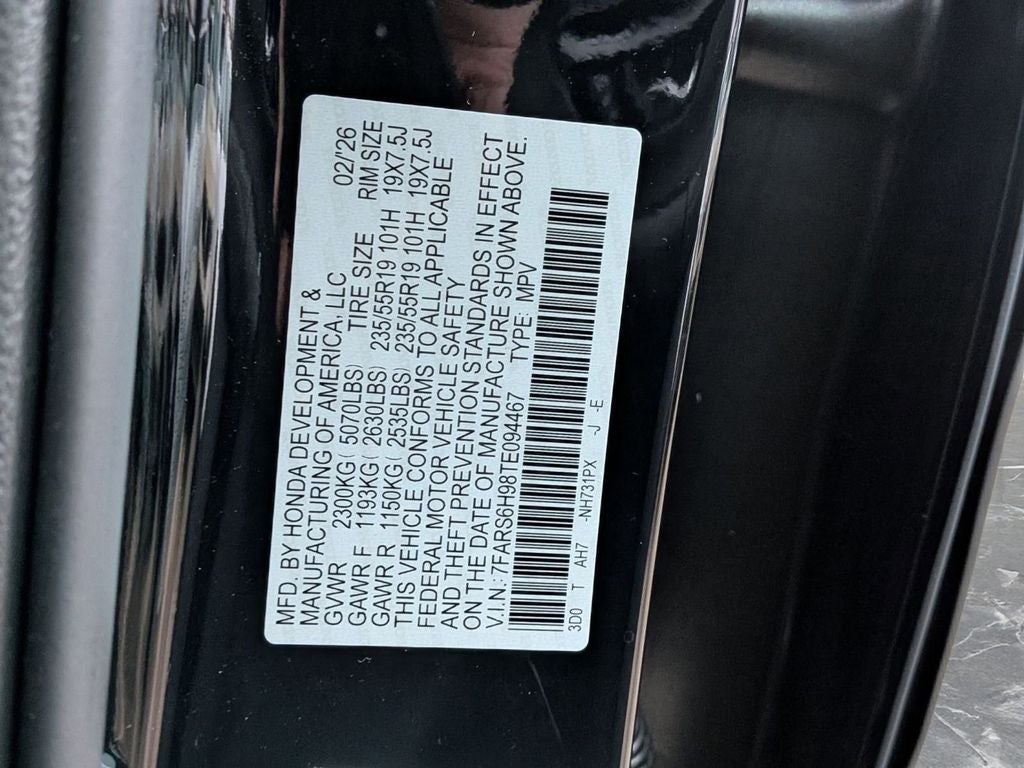 MFD. BY HONDA DEVELOPMENT &
MANUFACTURING OF AMERICA, LLC 02/'26
GVWR 2300KG( 5070LBS) TIRE SIZE RIM SIZE
GAWR F 1193KG( 2630LBS) 235/55R19 101H 19X7.5J
GAWR R 1150KG( 2535LBS) 235/55R19 101H 19X7.5J
THIS VEHICLE CONFORMS TO ALL APPLICABLE
FEDERAL MOTOR VEHICLE SAFETY
AND THEFT PREVENTION STANDARDS IN EFFECT
ON THE DATE OF MANUFACTURE SHOWN ABOVE.
V.I.N.: 7FARS6H98TE094467 TYPE: MPV
3D0 T AH7 -NH731PX -J -E